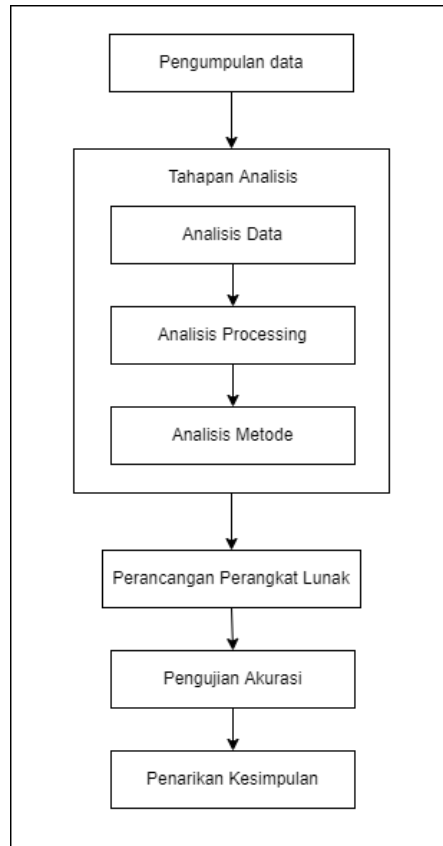 Pengumpulan data
Tahapan Analisis
Analisis Data
Analisis Processing
Analisis Metode
Perancangan Perangkat Lunak
Pengujian Akurasi
Penarikan Kesimpulan